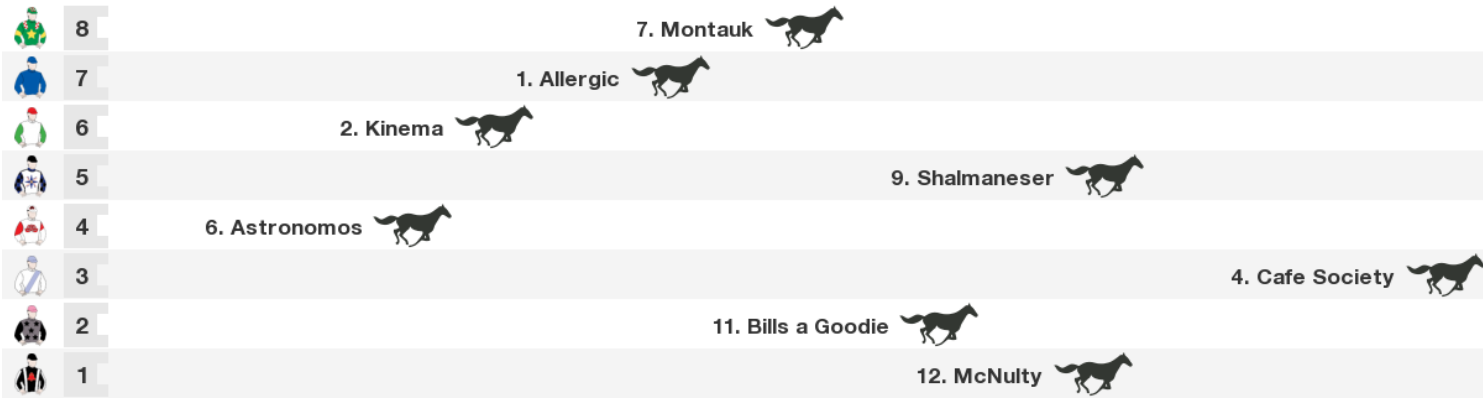 8 7. Montauk
7 1. Allergic
6 2. Kinema
5 9. Shalmaneser
4 6. Astronomos
3 4. Cafe Society
2 11. Bills a Goodie
1 12. McNulty